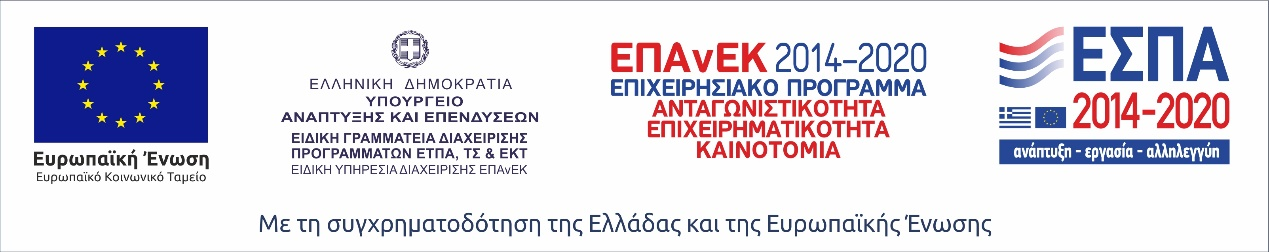 Ευρωπαϊκή Ένωση
Ευρωπαϊκό Κοινωνικό Ταμείο
ΕΛΛΗΝΙΚΗ ΔΗΜΟΚΡΑΤΙΑ
ΥΠΟΥΡΓΕΙΟ
ΑΝΑΠΤΥΞΗΣ ΚΑΙ ΕΠΕΝΔΥΣΕΩΝ
ΕΙΔΙΚΗ ΓΡΑΜΜΑΤΕΙΑ ΔΙΑΧΕΙΡΙΣΗΣ
ΠΡΟΓΡΑΜΜΑΤΩΝ ΕΤΠΑ, ΤΣ & ΕΚΤ
ΕΙΔΙΚΗ ΥΠΗΡΕΣΙΑ ΔΙΑΧΕΙΡΙΣΗΣ ΕΠΑνΕΚ
ΕΠΑνΕΚ 2014–2020
ΕΠΙΧΕΙΡΗΣΙΑΚΟ ΠΡΟΓΡΑΜΜΑ
ΑΝΤΑΓΩΝΙΣΤΙΚΟΤΗΤΑ
ΕΠΙΧΕΙΡΗΜΑΤΙΚΟΤΗΤΑ
ΚΑΙΝΟΤΟΜΙΑ
ΕΣΠΑ
2014-2020
ανάπτυξη - εργασία - αλληλεγγύη
Με τη συγχρηματοδότηση της Ελλάδας και της Ευρωπαϊκής Ένωσης